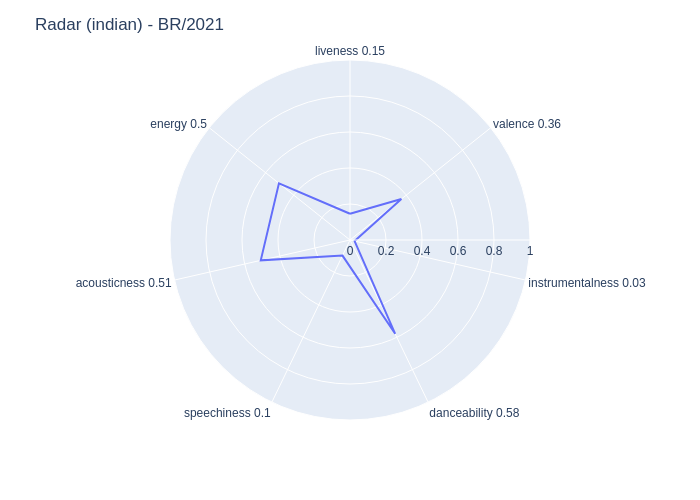 Radar (indian) - BR/2021
liveness 0.15
energy 0.5
valence 0.36
0 0.2 0.4 0.6 0.8 1
acousticness 0.51
instrumentalness 0.03
speechiness 0.1
danceability 0.58